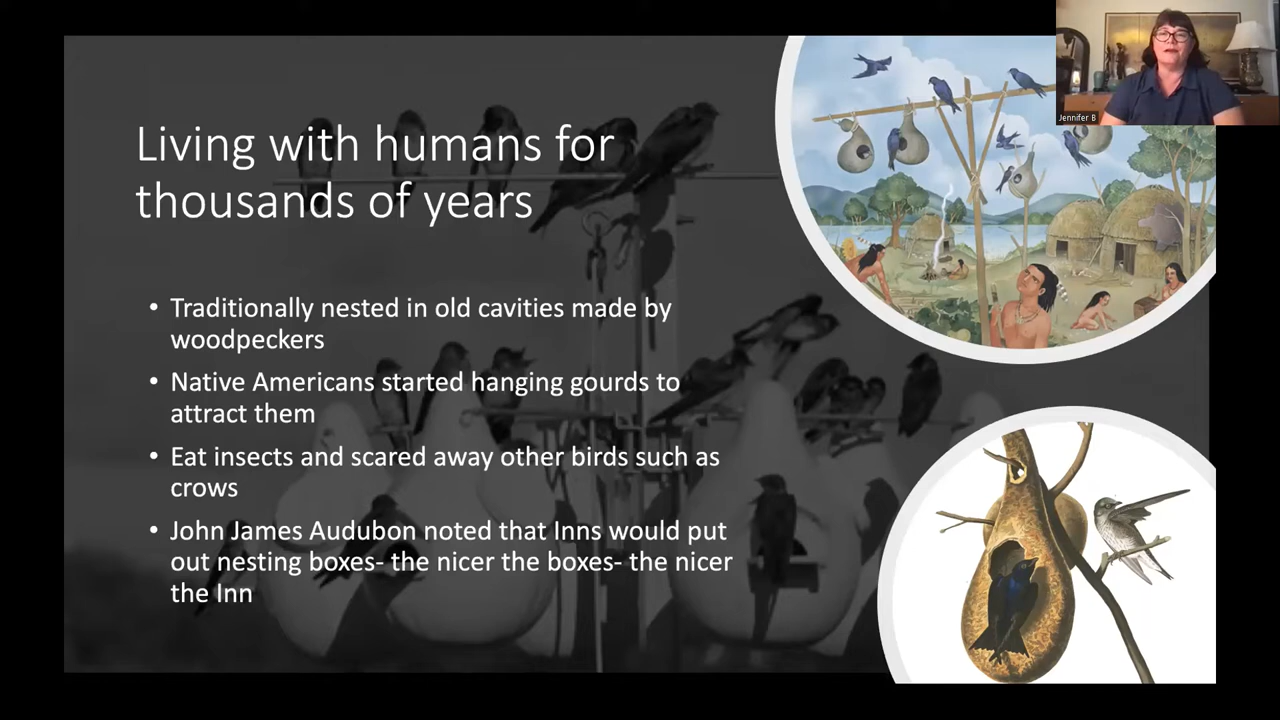 Jennifer B
Living with humans for
thousands of years
• Traditionally nested in old cavities made by
woodpeckers
• Native Americans started hanging gourds to
attract them
• Eat insects and scared away other birds such as
crows
• John James Audubon noted that Inns would put
out nesting boxes- the nicer the boxes- the nicer
the Inn